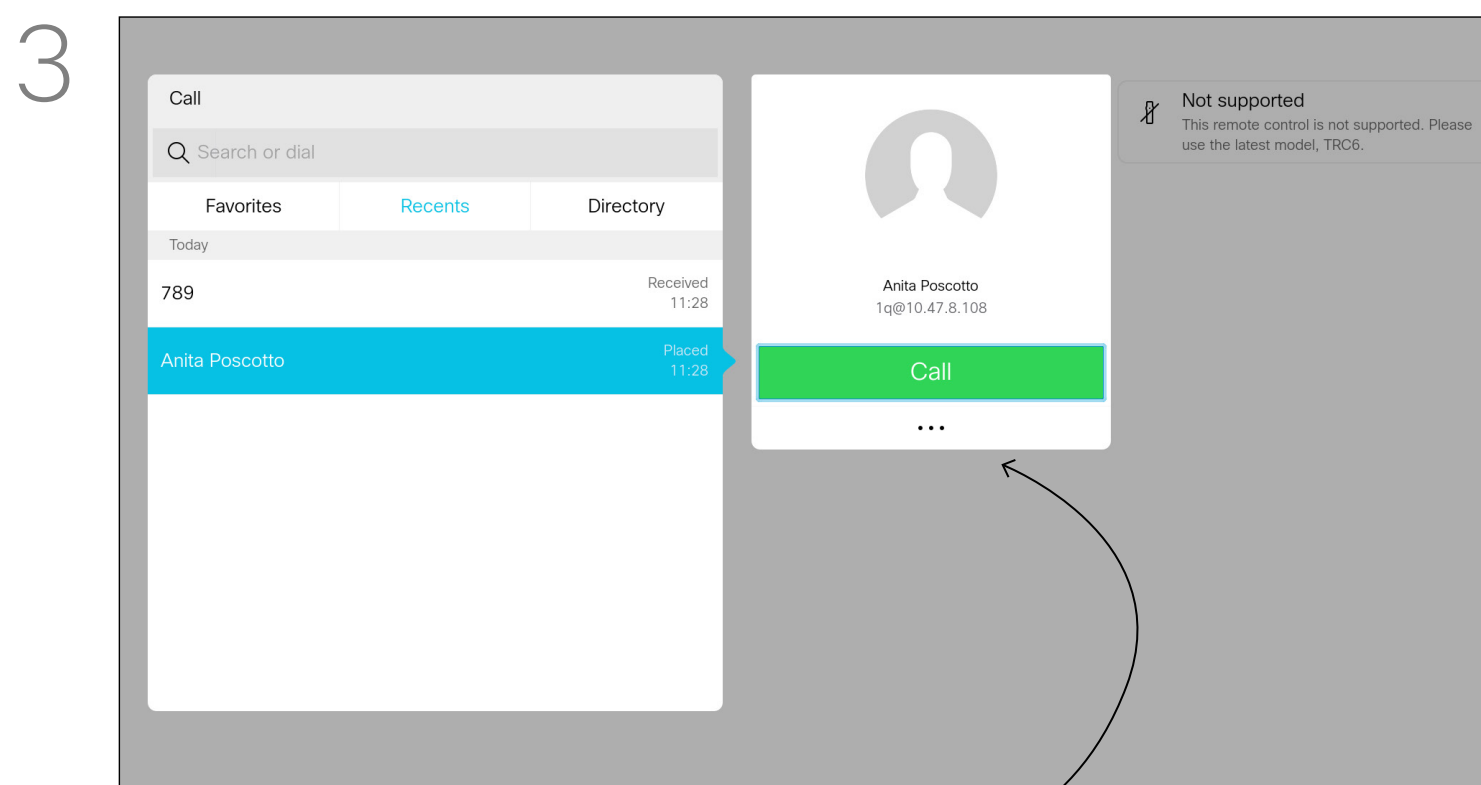 3
Call
Search or dial
Favorites Recents Directory
Today
789
Received
11:28
Anita Poscotto
Placed
11:28
Anita Poscotto
1q@10.47.8.108
Call
...
Not supported
This remote control is not supported. Please
use the latest model, TRC6.